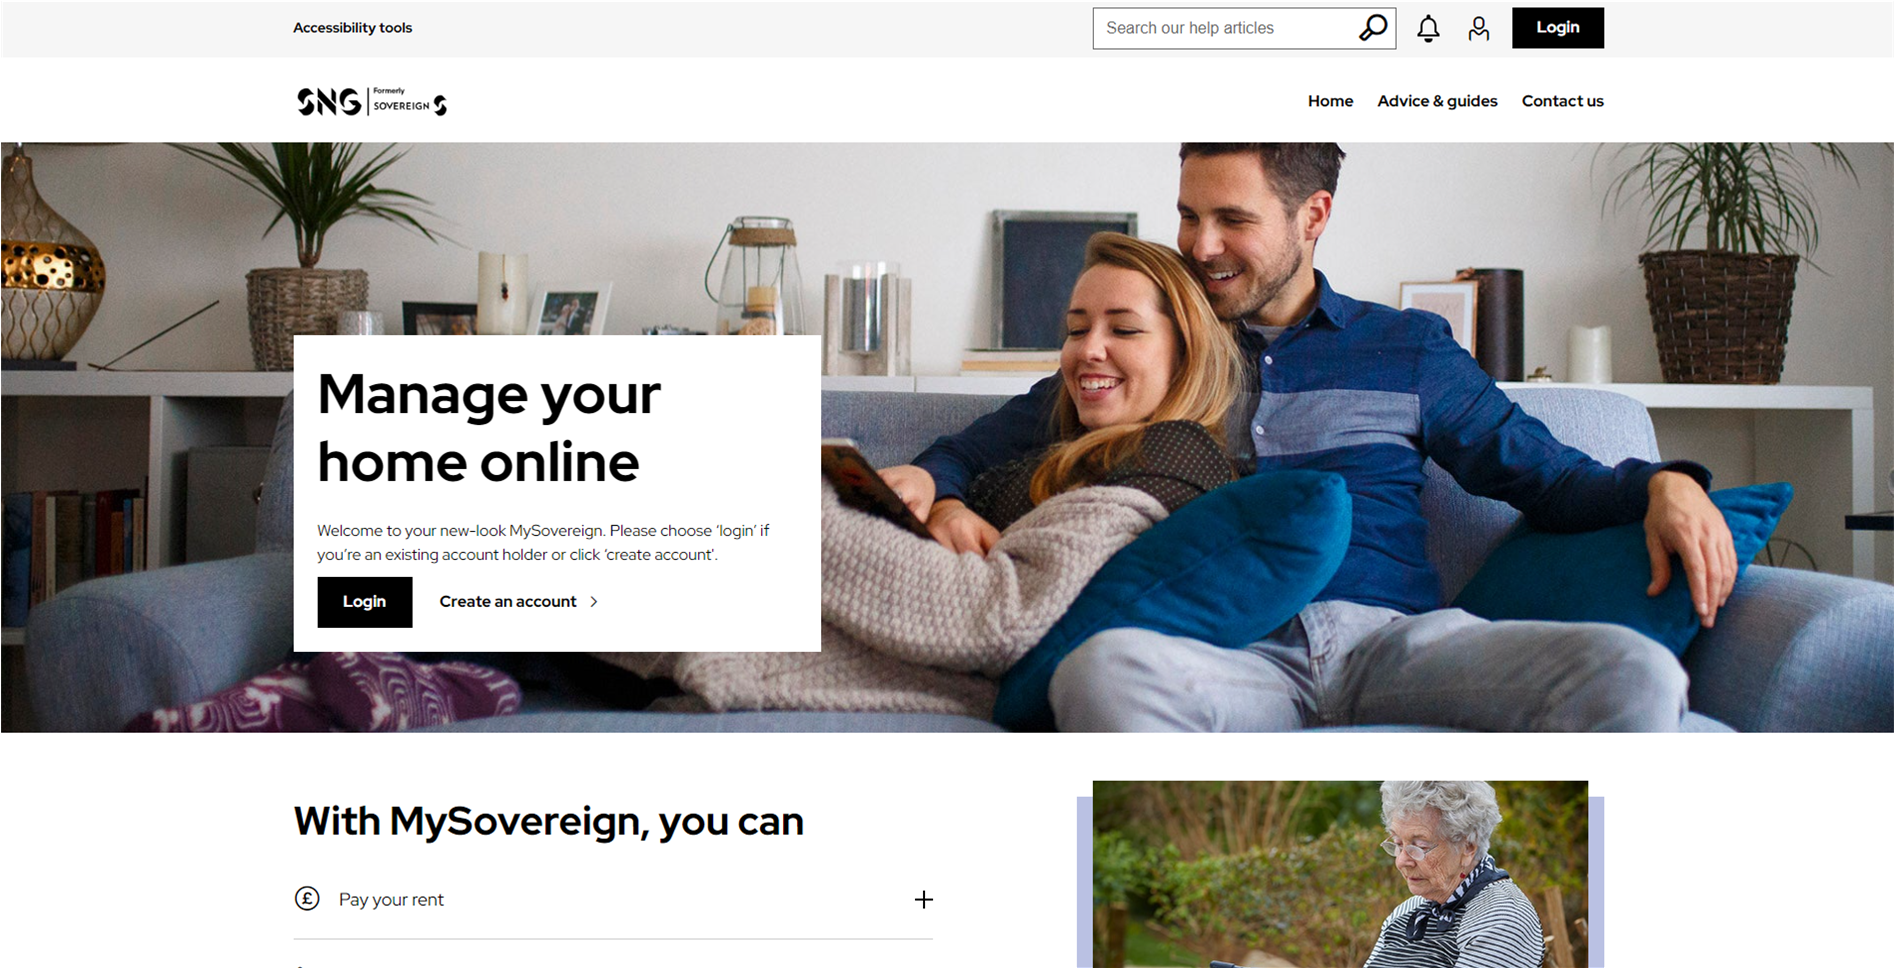 Accessibility tools
Search our help articles
Login
SNG
Formerly
SOVEREIGN S
Home
Advice & guides
Contact us
Manage your
home online
Welcome to your new-look MySovereign. Please choose ‘login’ if
you’re an existing account holder or click ‘create account'.
Login
Create an account
With MySovereign, you can
£
Pay your rent